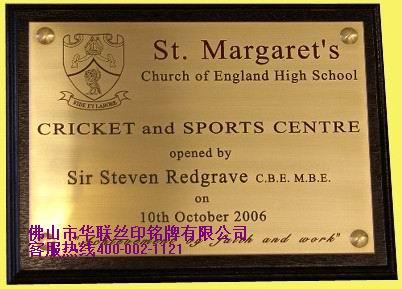 St. Margaret's
Church of England High School
FIDE ET LABORE
CRICKET and SPORTS CENTRE
opened by
Sir Steven Redgrave C.B.E. M.B.E.
on
10th October 2006
佛山市华联丝印铭牌有限公司
by faith and work"
客服热线400-002-1121